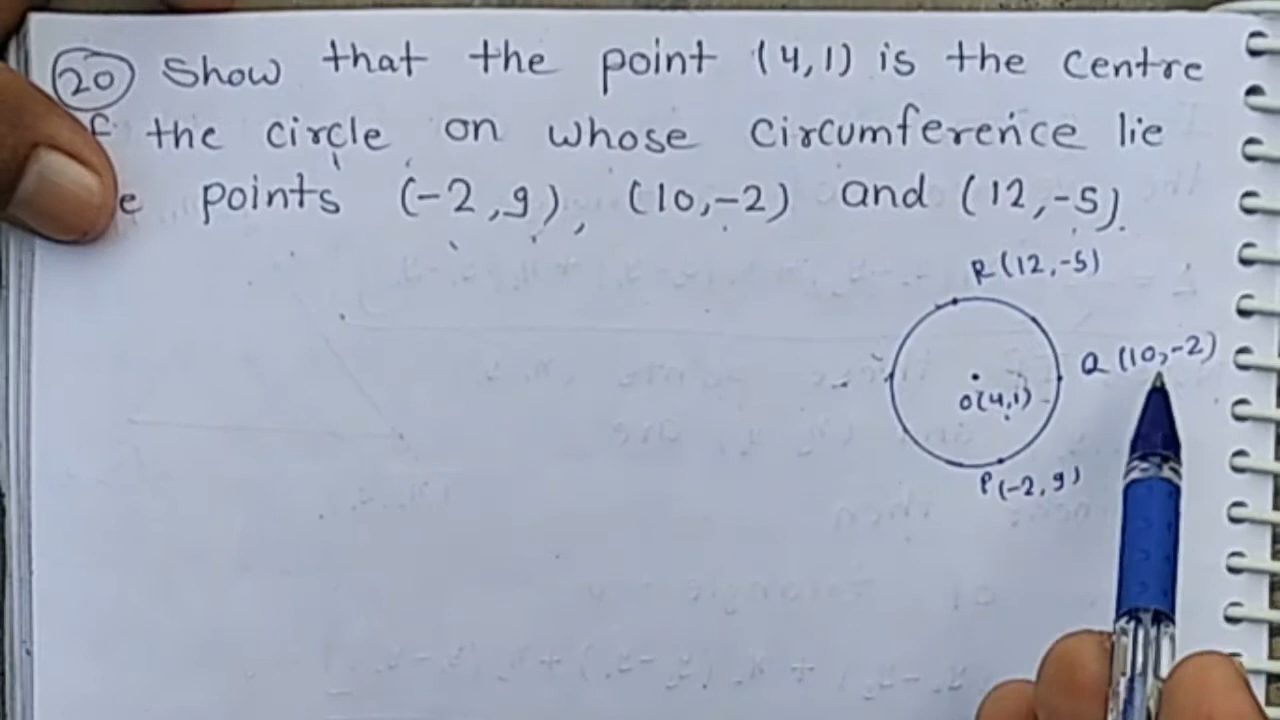 20 Show that the point (4,1) is the centre
the circle on whose circumference lie
points (-2,9), (10,-2) and (12,-5)
R(12,-5)
Q(10,-2)
O(4,1)
P(-2,9)